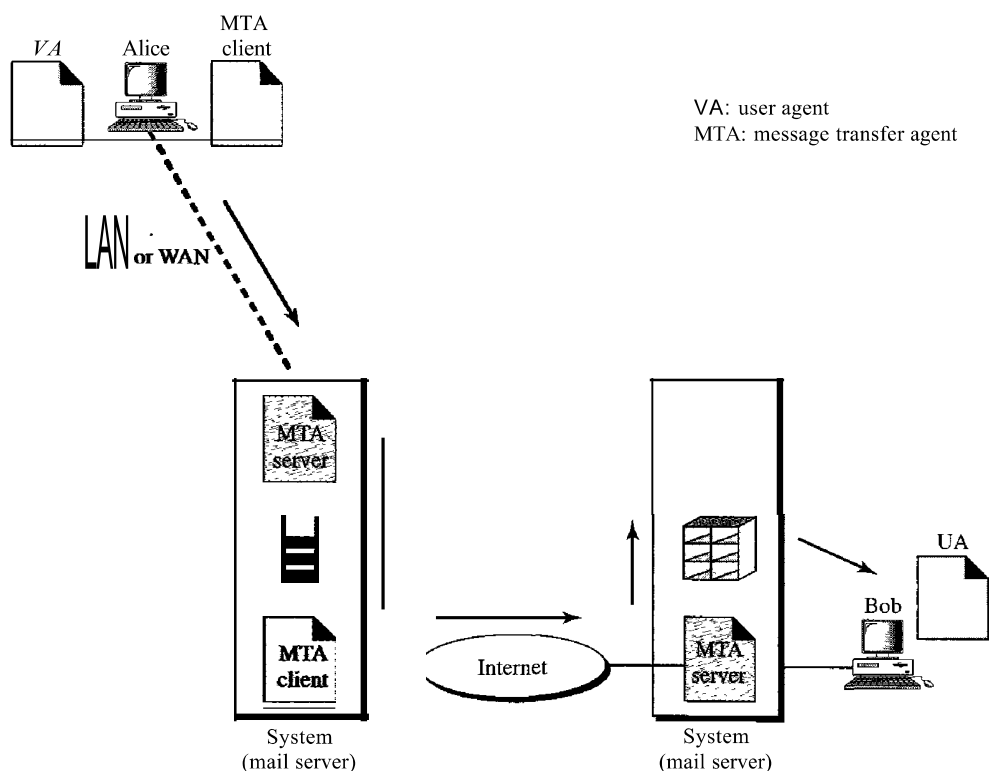 VA
Alice
MTA
client
VA: user agent
MTA: message transfer agent
LAN or WAN
MTA
server
MTA
client
System
(mail server)
Internet
MTA
server
System
(mail server)
UA
Bob